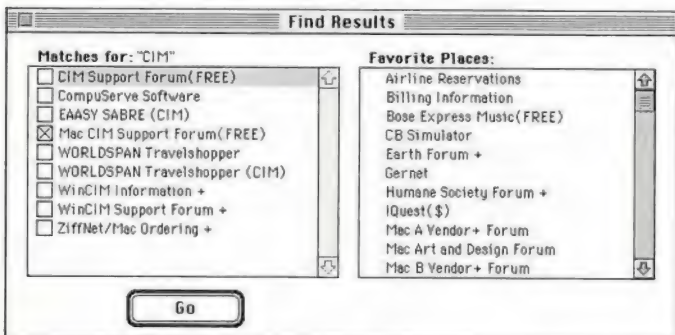 Find Results
Matches for: "CIM"
CIM Support Forum(FREE)
CompuServe Software
EAASY SABRE (CIM)
Mac CIM Support Forum(FREE)
WORLDSPAN Travelshopper
WORLDSPAN Travelshopper (CIM)
WinCIM Information +
WinCIM Support Forum +
ZiffNet/Mac Ordering +
Favorite Places:
Airline Reservations
Billing Information
Bose Express Music(FREE)
CB Simulator
Earth Forum +
Gernet
Humane Society Forum +
IQuest($)
Mac A Vendor+ Forum
Mac Art and Design Forum
Mac B Vendor+ Forum
Go